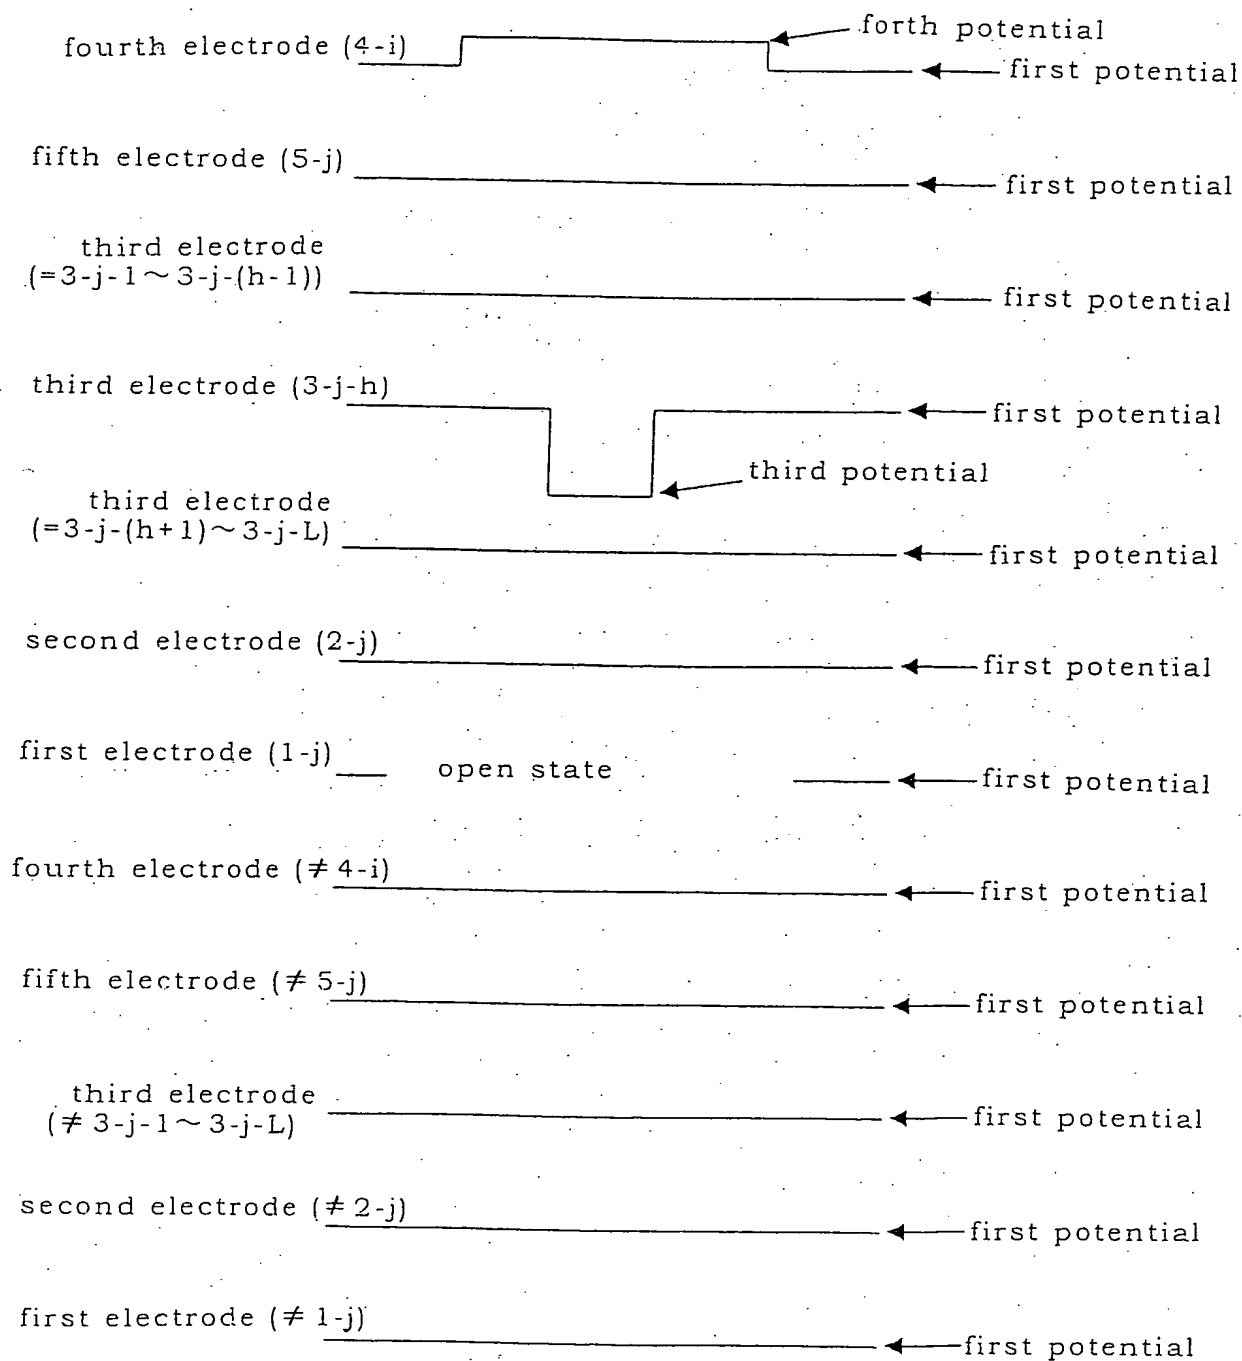 fourth electrode (4-i)
forth potential
first potential
fifth electrode (5-j)
first potential
third electrode
(=3-j-1~3-j-(h-1))
first potential
third electrode (3-j-h)
first potential
third potential
third electrode
(=3-j-(h+1)~3-j-L)
first potential
second electrode (2-j)
first potential
first electrode (1-j)
open state
first potential
fourth electrode (≠ 4-i)
first potential
fifth electrode (≠ 5-j)
first potential
third electrode
(≠ 3-j-1~3-j-L)
first potential
second electrode (≠ 2-j)
first potential
first electrode (≠ 1-j)
first potential